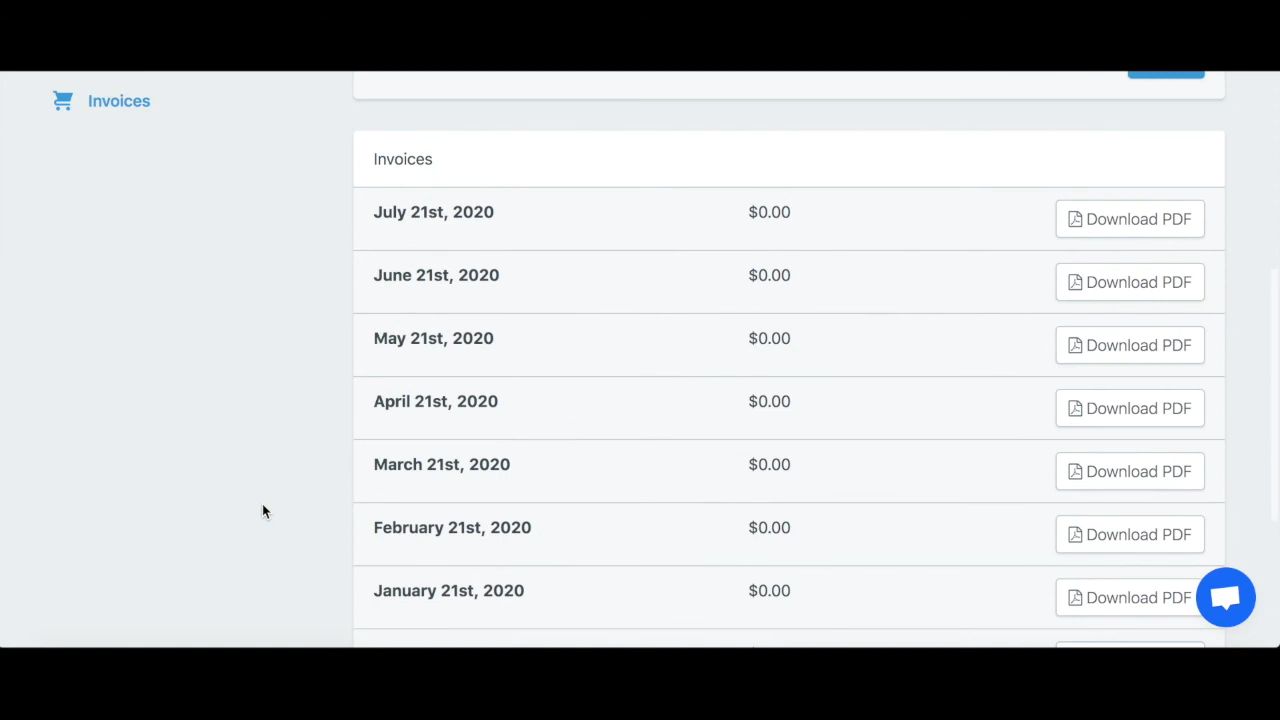 Invoices
Invoices
July 21st, 2020 $0.00 Download PDF
June 21st, 2020 $0.00 Download PDF
May 21st, 2020 $0.00 Download PDF
April 21st, 2020 $0.00 Download PDF
March 21st, 2020 $0.00 Download PDF
February 21st, 2020 $0.00 Download PDF
January 21st, 2020 $0.00 Download PDF